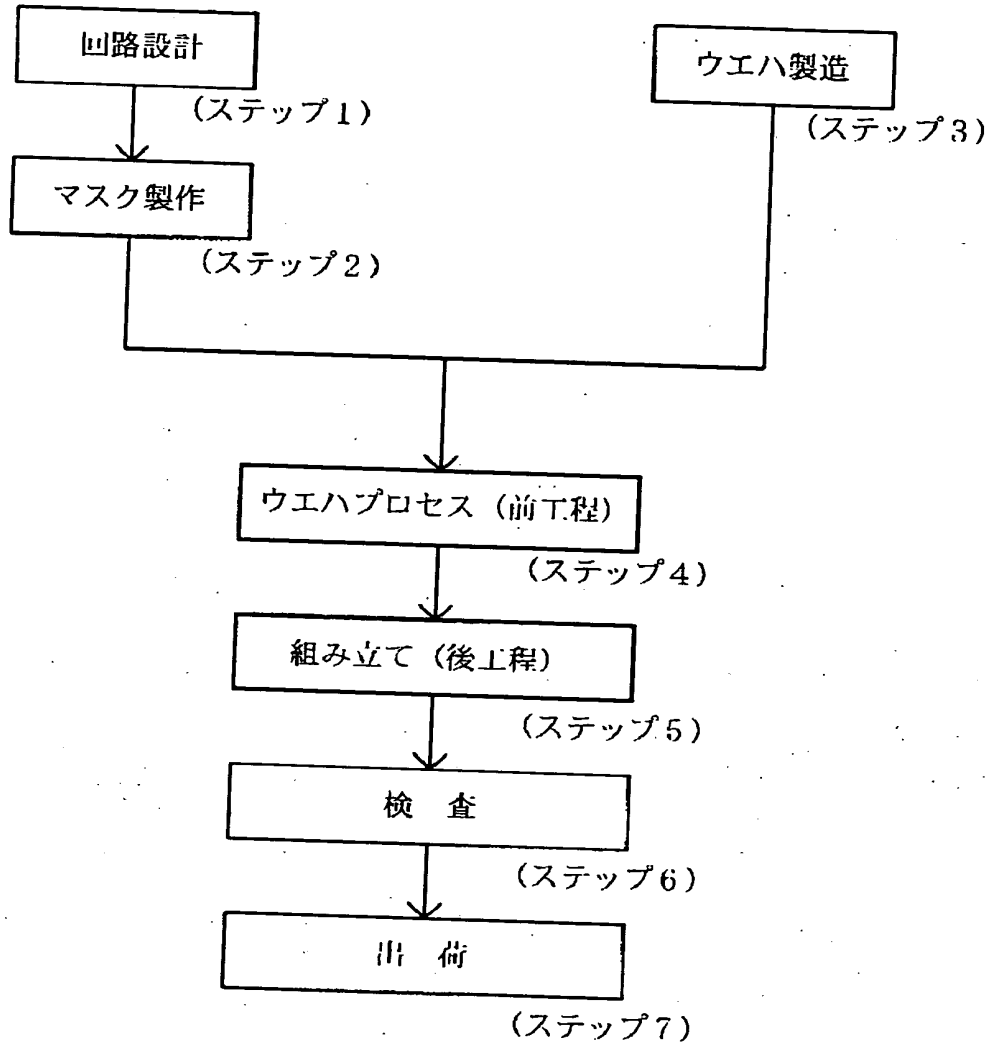 回路設計
(ステップ1)
ウエハ製造
(ステップ3)
マスク製作
(ステップ2)
ウエハプロセス (前工程)
(ステップ4)
組み立て (後工程)
(ステップ5)
検 査
(ステップ6)
出 荷
(ステップ7)